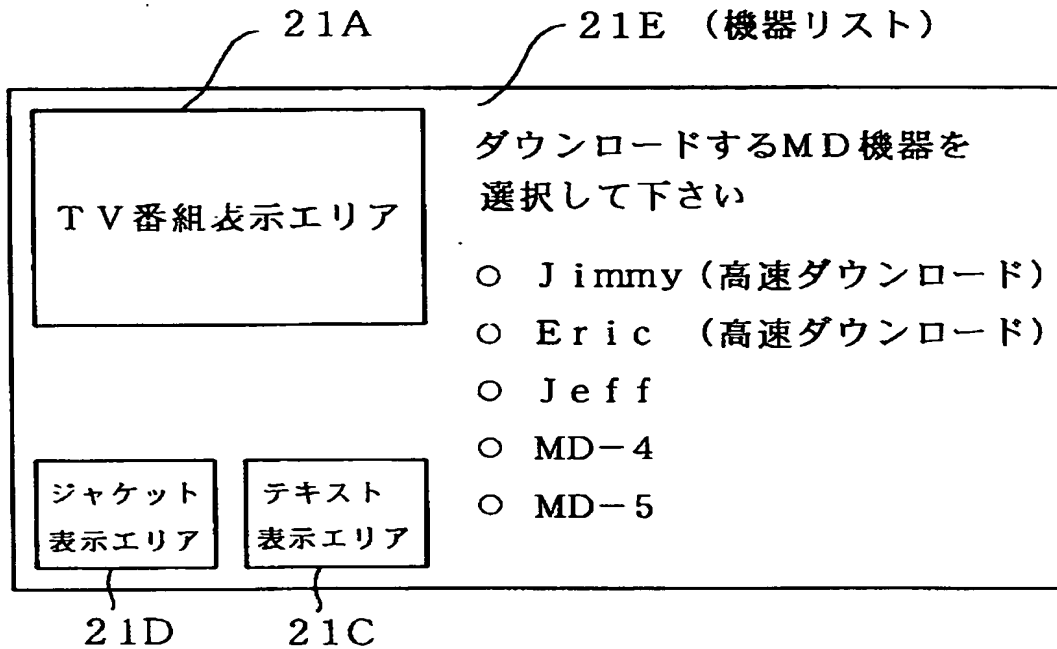 21A
21E (機器リスト)
TV番組表示エリア
ダウンロードするMD機器を
選択して下さい
○ Jimmy(高速ダウンロード)
○ Eric (高速ダウンロード)
○ Jeff
○ MD-4
○ MD-5
ジャケット
表示エリア
テキスト
表示エリア
21D
21C